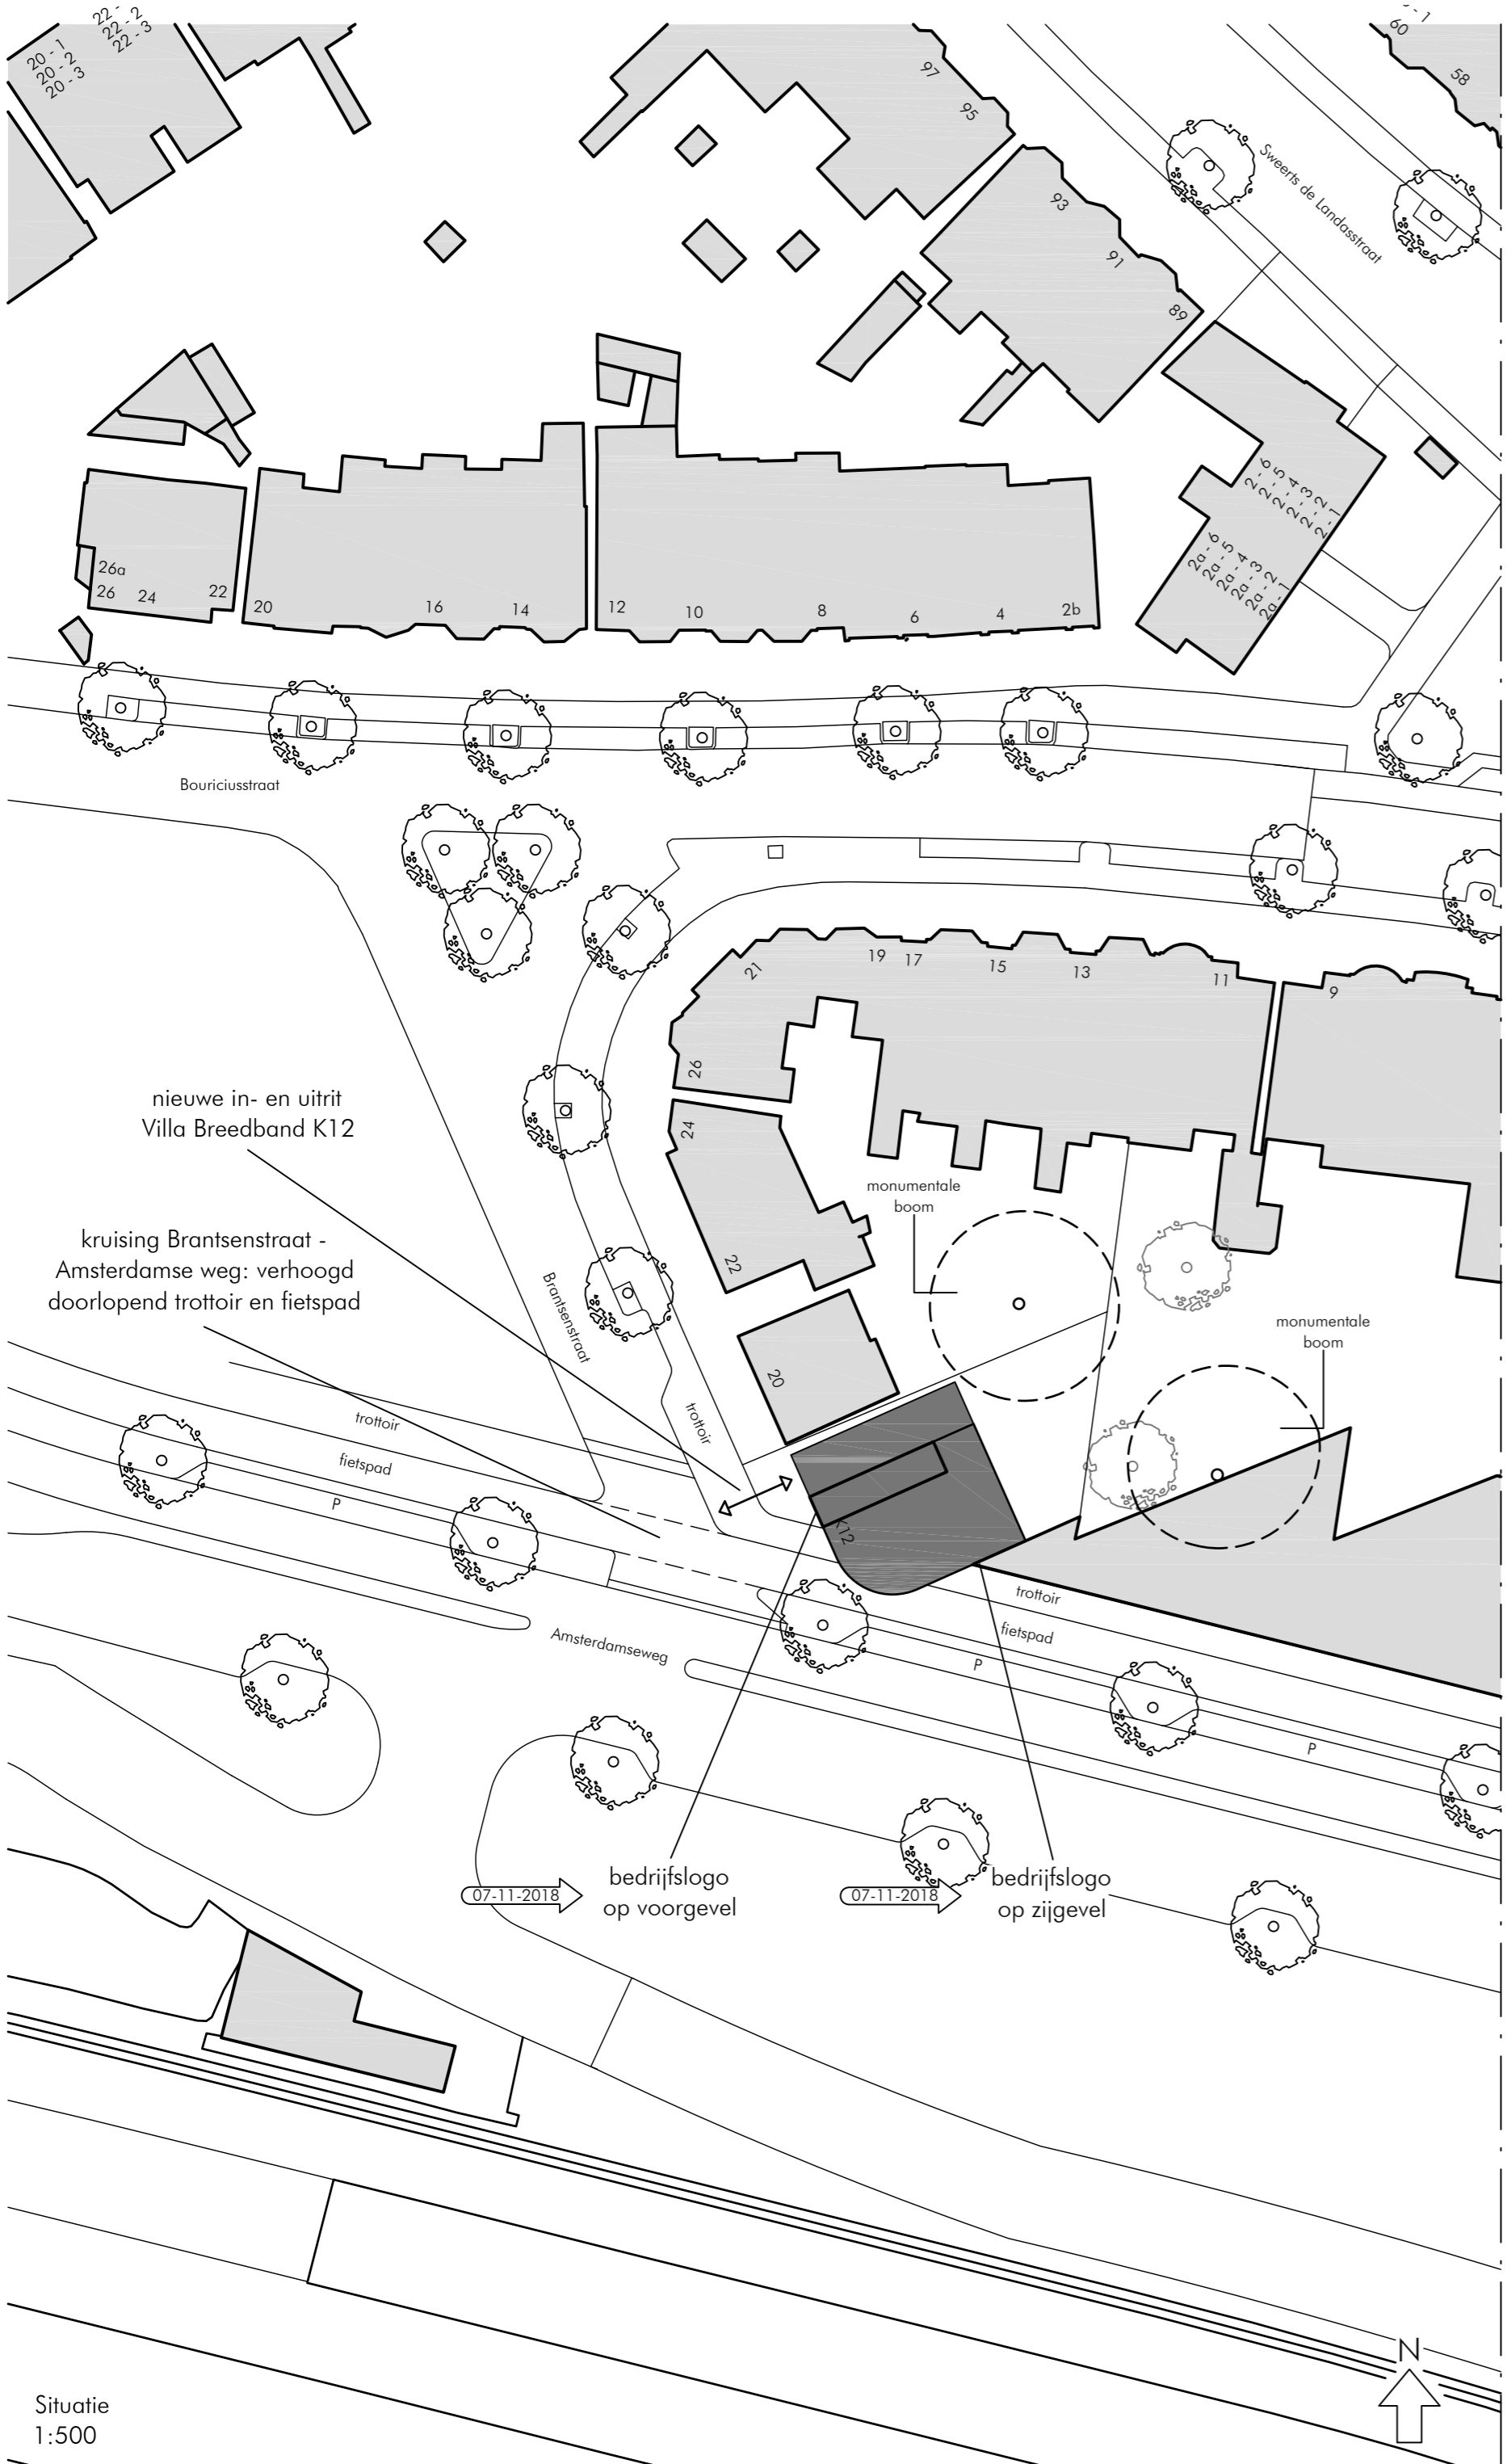 22 -
22 - 2
22 - 3
20 - 1
20 - 2
20 - 3
97
95
- 1
60
58
93
91
89
Sweerts de Landasstraat
2 - 6
2 - 5
2 - 4
2 - 3
2 - 2
2 - 1
2a - 6
2a - 5
2a - 4
2a - 3
2a - 2
2a - 1
26a
26
24
22
20
16
14
12
10
8
6
4
2b
Bouriciusstraat
21
19
17
15
13
11
9
26
24
22
20
nieuwe in- en uitrit
Villa Breedband K12
monumentale
boom
kruising Brantsenstraat -
Amsterdamse weg: verhoogd
doorlopend trottoir en fietspad
Brantsenstraat
monumentale
boom
trottoir
trottoir
fietspad
P
K12
trottoir
fietspad
P
Amsterdamseweg
P
07-11-2018
bedrijfslogo
op voorgevel
07-11-2018
bedrijfslogo
op zijgevel
N
Situatie
1:500